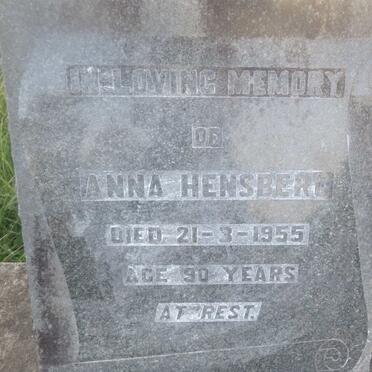 IN LOVING MEMORY
OF
ANNA HENSBERG
DIED 21-3-1955
AGE 90 YEARS
AT REST.